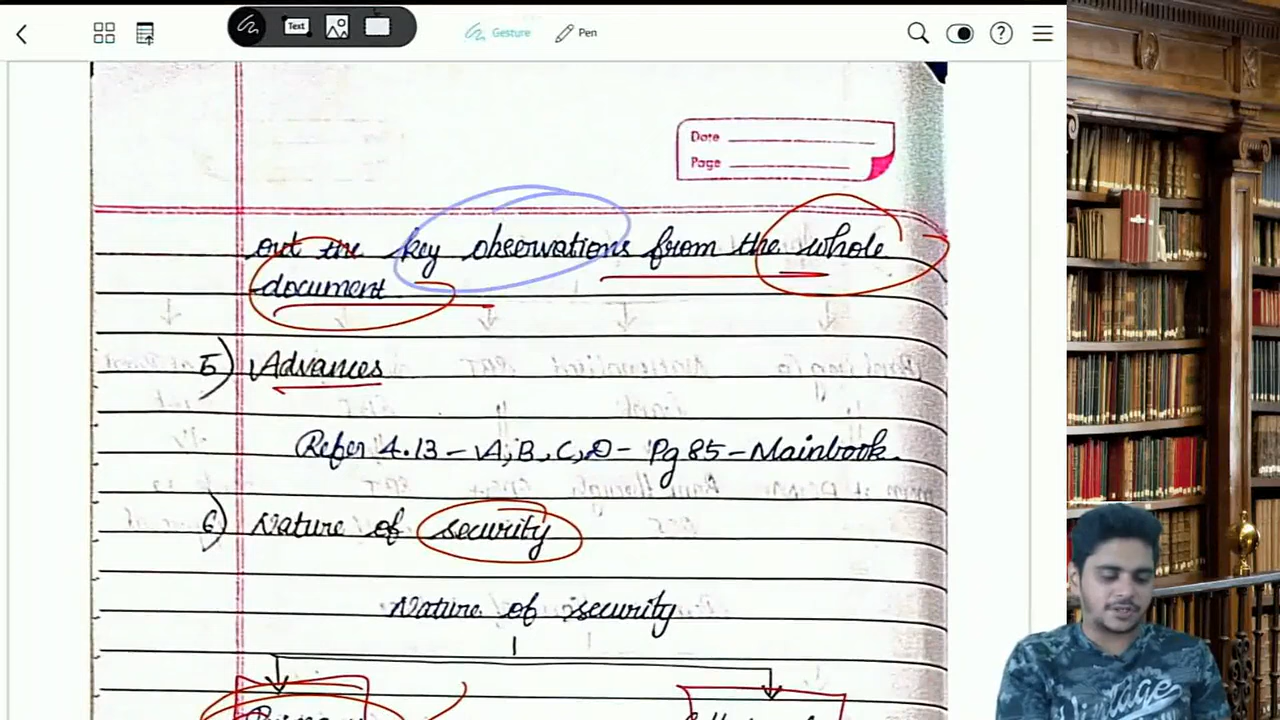 Text
Gesture
Pen
Date
Page
out the key observations from the whole
document
5) Advances
Refer 4.13 - A, B, C, D - Pg 85 - Mainbook.
6) Nature of security
Nature of security